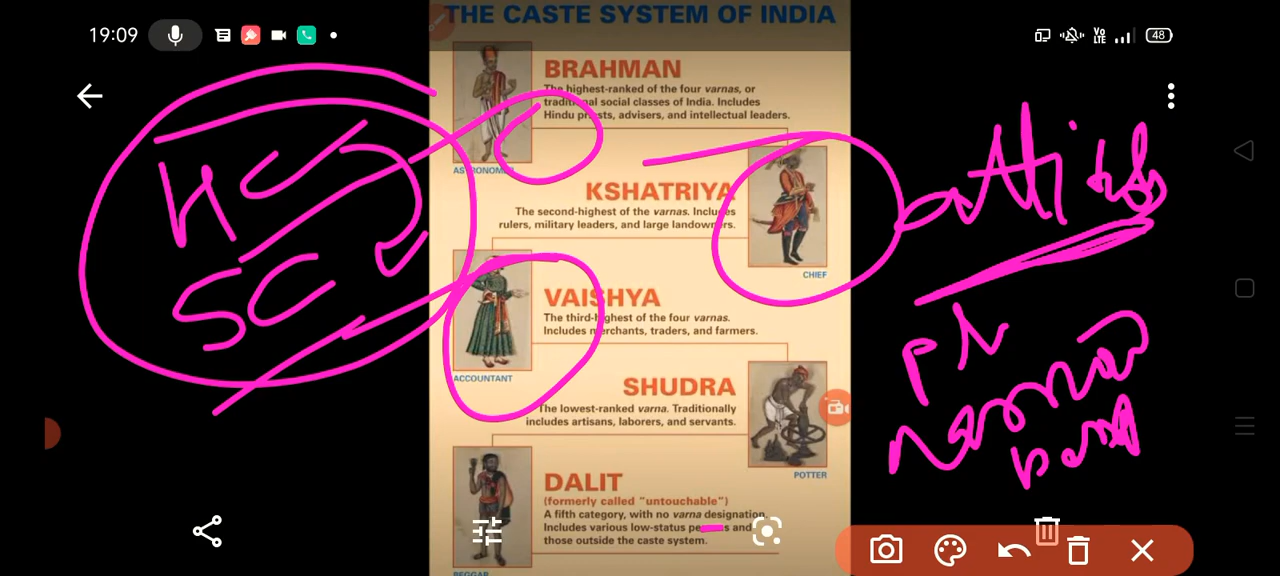 19:09
VoLTE
48
THE CASTE SYSTEM OF INDIA
BRAHMAN
The highest-ranked of the four varnas, or
traditional social classes of India. Includes
Hindu priests, advisers, and intellectual leaders.
ASTRONOMER
KSHATRIYA
The second-highest of the varnas. Includes
rulers, military leaders, and large landowners.
CHIEF
VAISHYA
The third-highest of the four varnas.
Includes merchants, traders, and farmers.
ACCOUNTANT
SHUDRA
The lowest-ranked varna. Traditionally
includes artisans, laborers, and servants.
POTTER
DALIT
(formerly called "untouchable")
A fifth category, with no varna designation.
Includes various low-status persons and
those outside the caste system.
BEGGAR
HC
SC